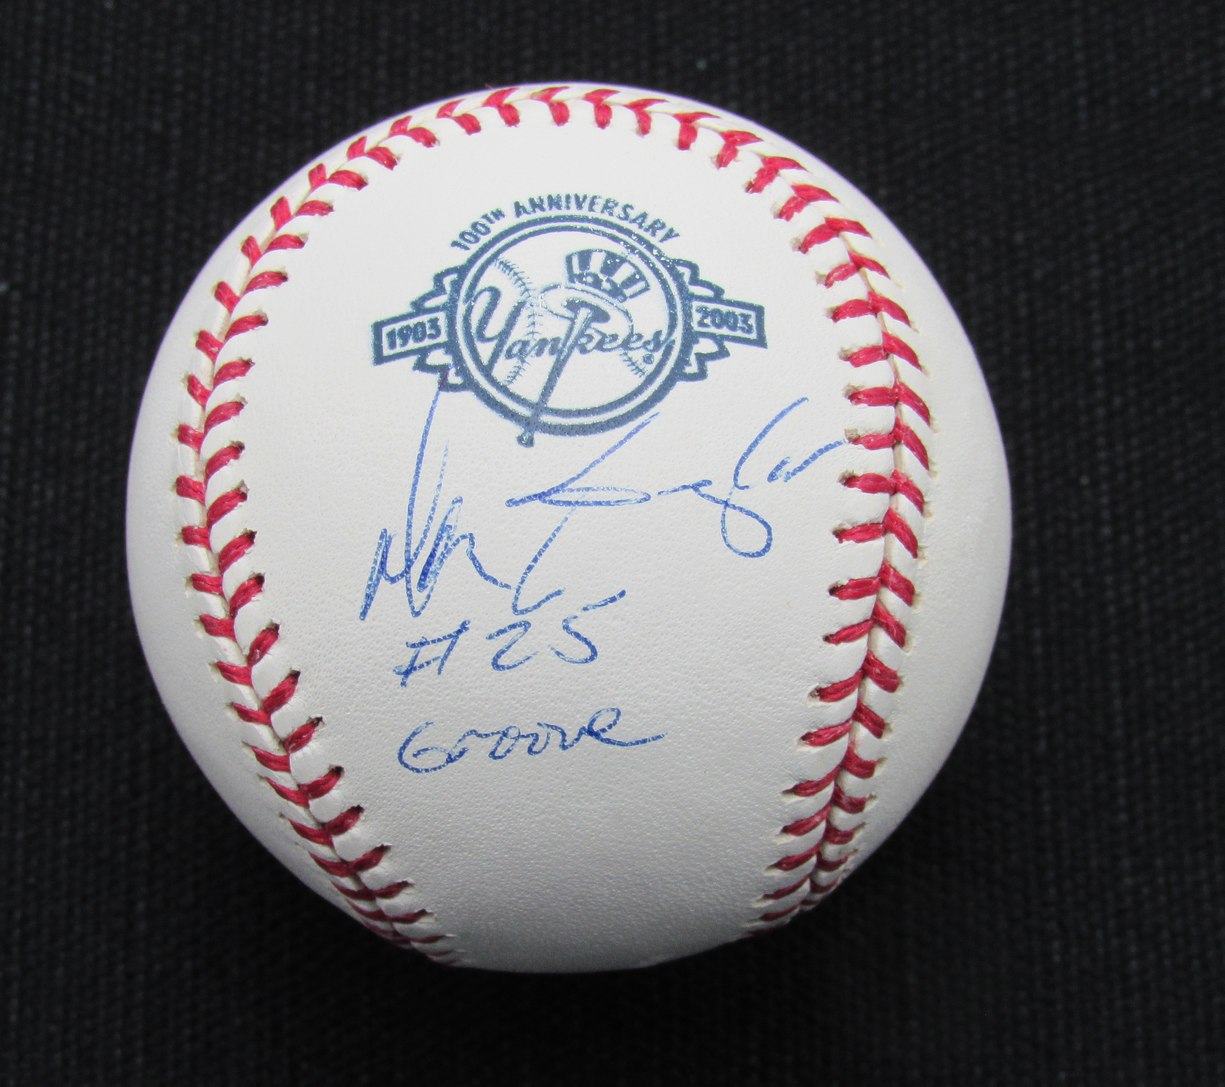 100TH ANNIVERSARY
1903 Yankees 2003
#25
Groove